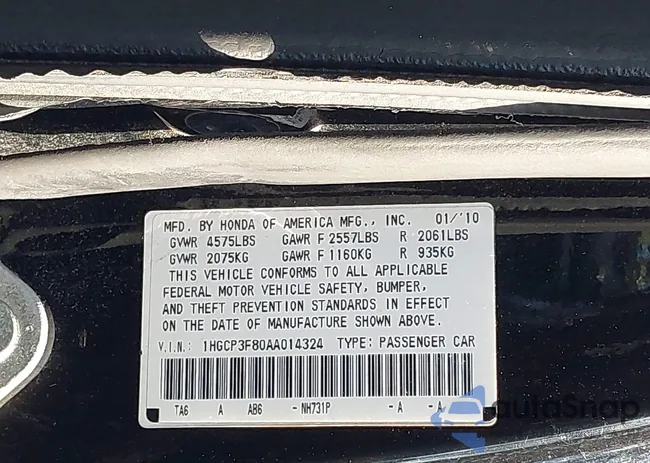 MFD. BY HONDA OF AMERICA MFG., INC. 01/'10
GVWR 4575LBS GAWR F 2557LBS R 2061LBS
GVWR 2075KG GAWR F 1160KG R 935KG
THIS VEHICLE CONFORMS TO ALL APPLICABLE
FEDERAL MOTOR VEHICLE SAFETY, BUMPER,
AND THEFT PREVENTION STANDARDS IN EFFECT
ON THE DATE OF MANUFACTURE SHOWN ABOVE.
V.I.N.: 1HGCP3F80AA014324 TYPE: PASSENGER CAR
TA6 A AB6 -NH731P -A -A-
autoSnap